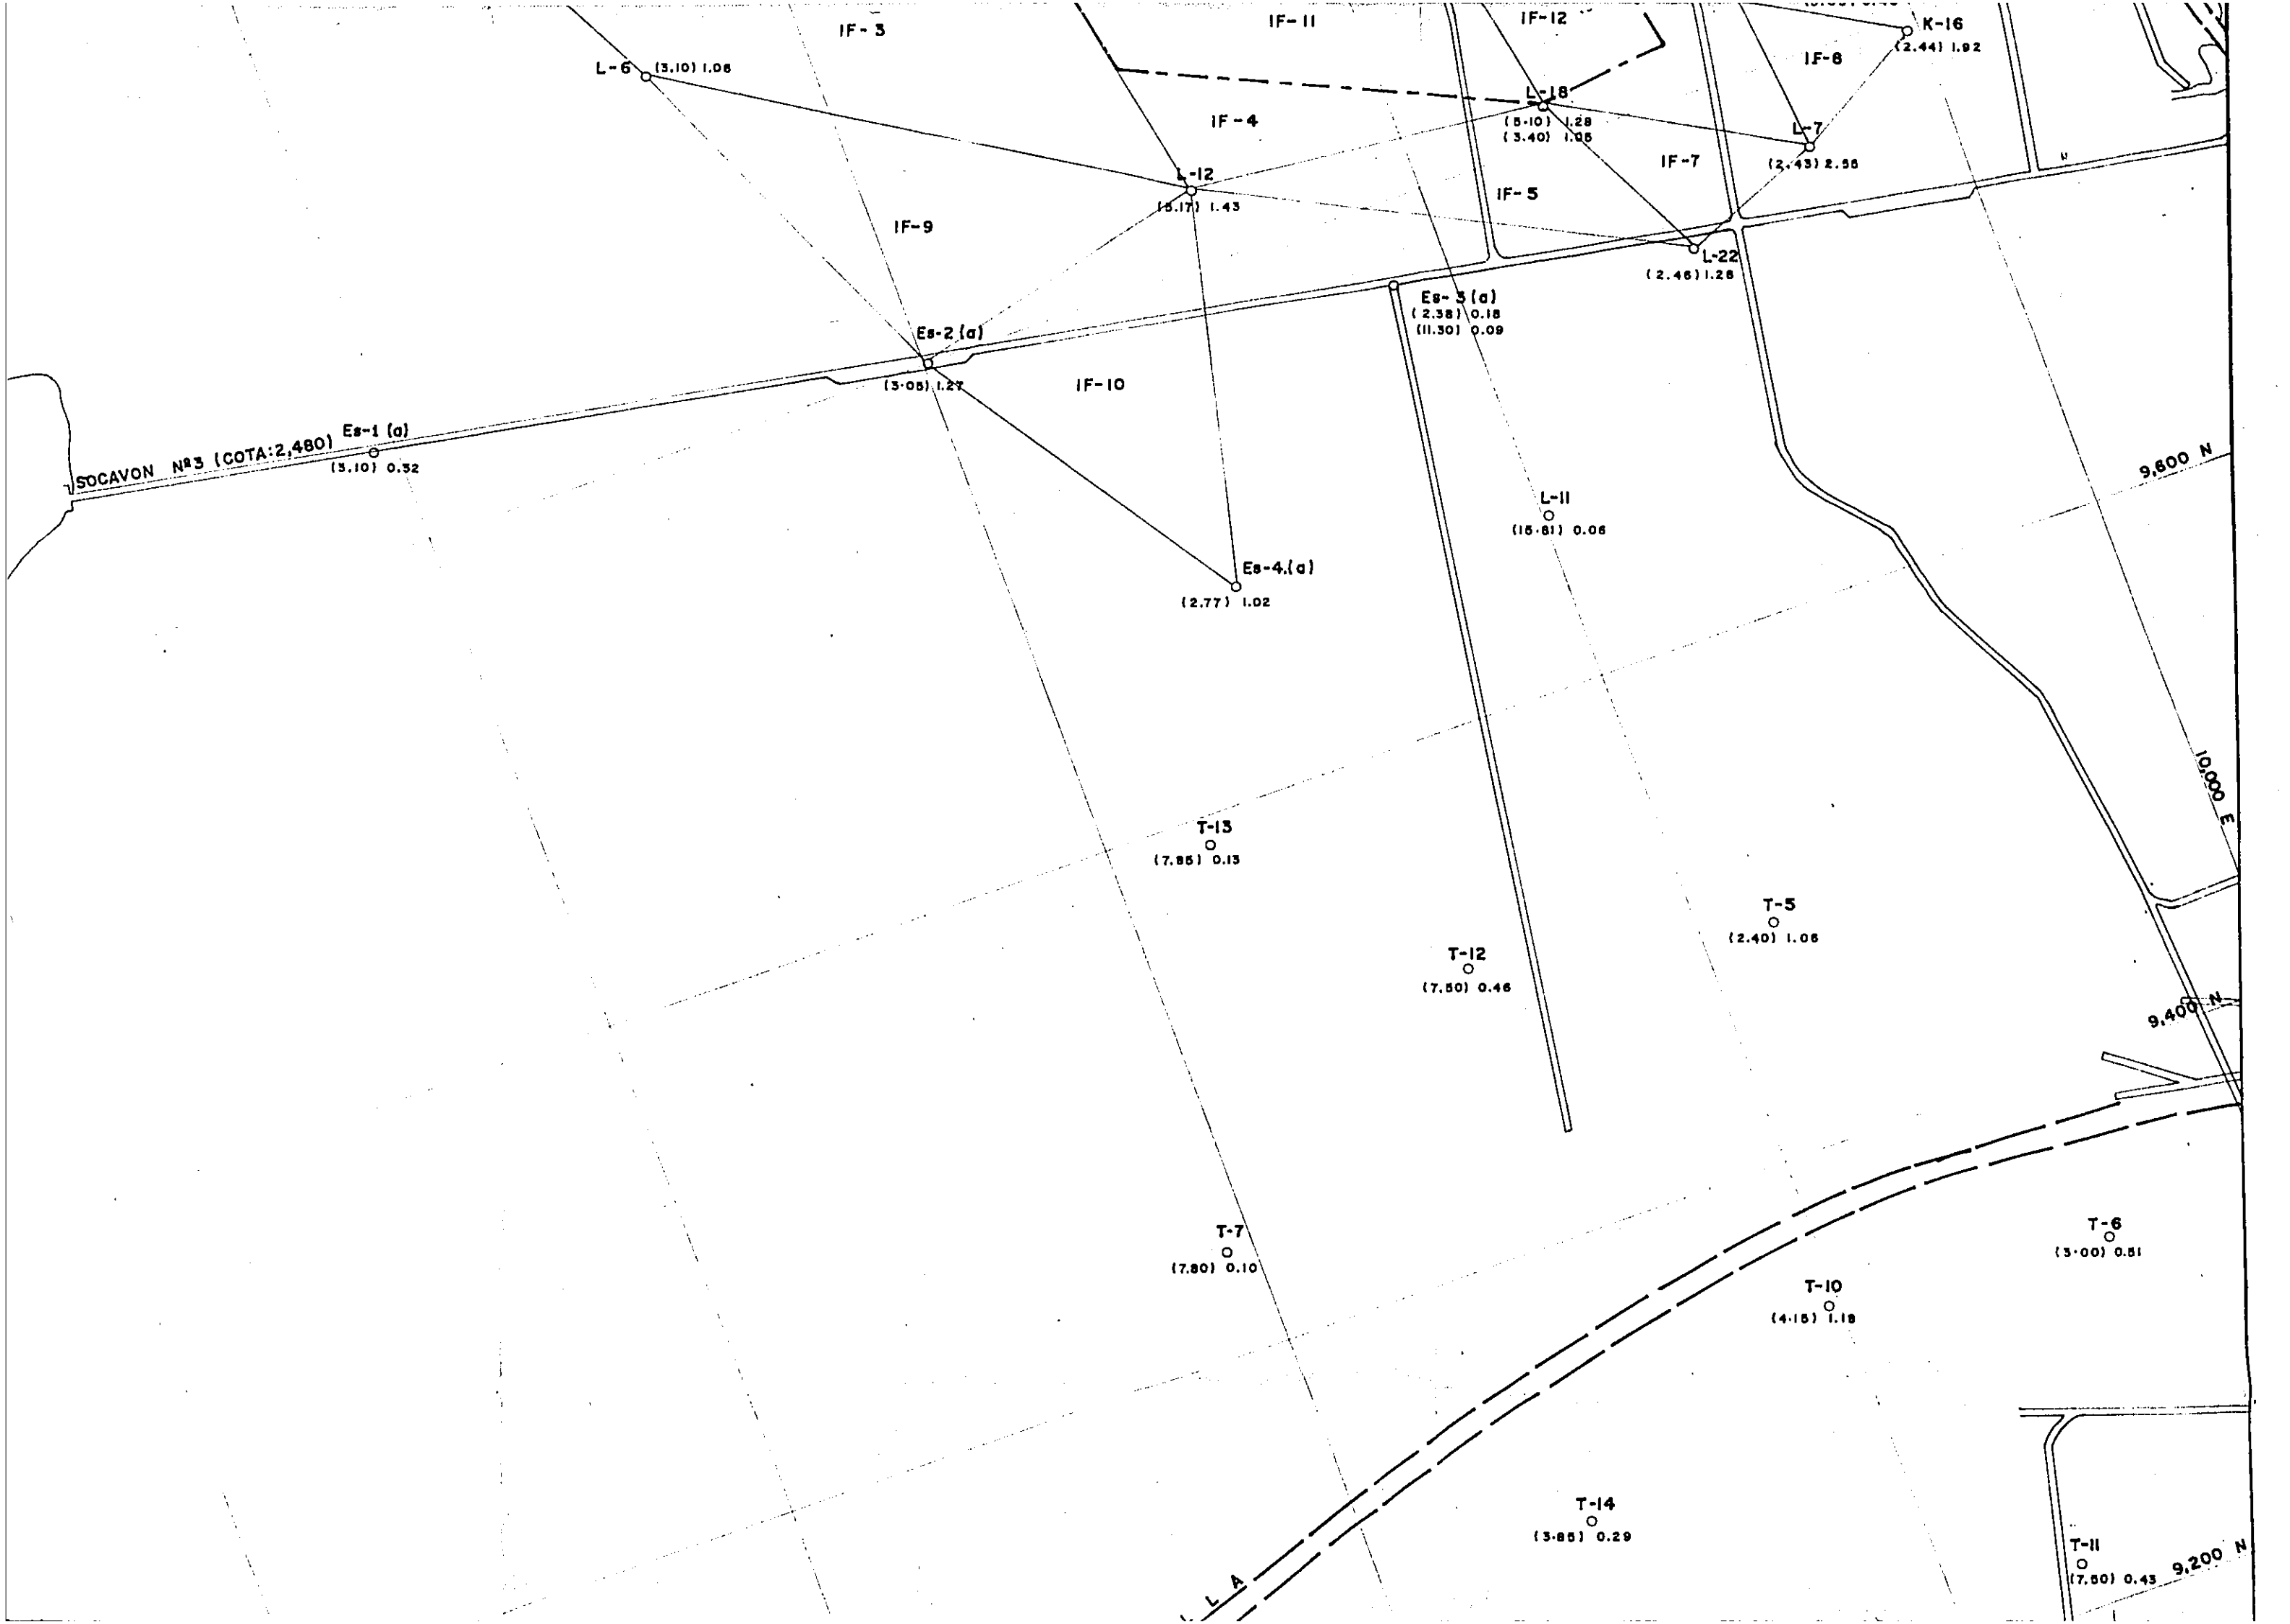 IF-3
IF-11
IF-12
K-16
(2.44) 1.92
IF-8
L-6
(3.10) 1.06
L-18
(5.10) 1.28
(3.40) 1.05
IF-4
L-7
(2.43) 2.55
IF-7
L-12
(5.17) 1.43
IF-5
IF-9
L-22
(2.46) 1.26
Es-3 (a)
(2.38) 0.18
(11.30) 0.09
Es-2 (a)
(3.05) 1.27
IF-10
Es-1 (a)
(3.10) 0.32
SOCAVON Nº3 (COTA:2,480)
9,600 N
L-11
(15.81) 0.06
Es-4.(a)
(2.77) 1.02
10,000 E
T-13
(7.85) 0.13
T-5
(2.40) 1.06
T-12
(7.50) 0.46
9,400 N
T-7
(7.80) 0.10
T-6
(3.00) 0.51
T-10
(4.15) 1.18
T-14
(3.85) 0.29
T-11
(7.50) 0.43
9,200 N
L A